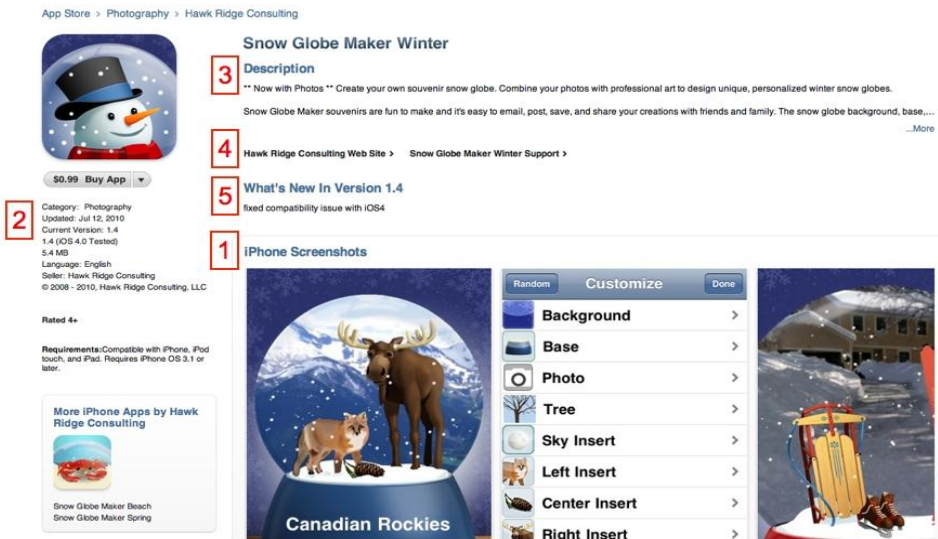 App Store > Photography > Hawk Ridge Consulting
Snow Globe Maker Winter
3
Description
** Now with Photos ** Create your own souvenir snow globe. Combine your photos with professional art to design unique, personalized winter snow globes.
Snow Globe Maker souvenirs are fun to make and it's easy to email, post, save, and share your creations with friends and family. The snow globe background, base,...
...More
4
Hawk Ridge Consulting Web Site > Snow Globe Maker Winter Support >
$0.99 Buy App
5
What's New In Version 1.4
fixed compatibility issue with iOS4
2
Category: Photography
Updated: Jul 12, 2010
Current Version: 1.4
1.4 (iOS 4.0 Tested)
5.4 MB
Language: English
Seller: Hawk Ridge Consulting
© 2008 - 2010, Hawk Ridge Consulting, LLC
Rated 4+
Requirements:Compatible with iPhone, iPod
touch, and iPad. Requires iPhone OS 3.1 or
later.
More iPhone Apps by Hawk
Ridge Consulting
Snow Globe Maker Beach
Snow Globe Maker Spring
1
iPhone Screenshots
Canadian Rockies
Random Customize Done
Background
Base
Photo
Tree
Sky Insert
Left Insert
Center Insert
Right Insert